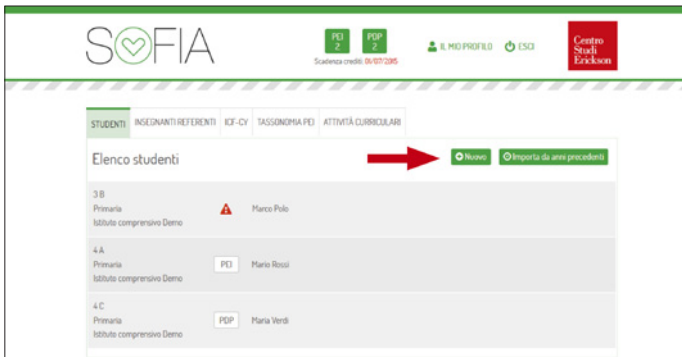 SOFIA
PEI 2
PDP 2
Scadenza crediti: 01/07/2015
IL MIO PROFILO
ESCI
Centro
Studi
Erickson
STUDENTI INSEGNANTI REFERENTI ICF-CY TASSONOMIA PEI ATTIVITÀ CURRICULARI
Elenco studenti
Nuovo
Importa da anni precedenti
3 B
Primaria
Marco Polo
Istituto comprensivo Demo
4 A
Primaria
PEI
Mario Rossi
Istituto comprensivo Demo
4 C
Primaria
PDP
Maria Verdi
Istituto comprensivo Demo